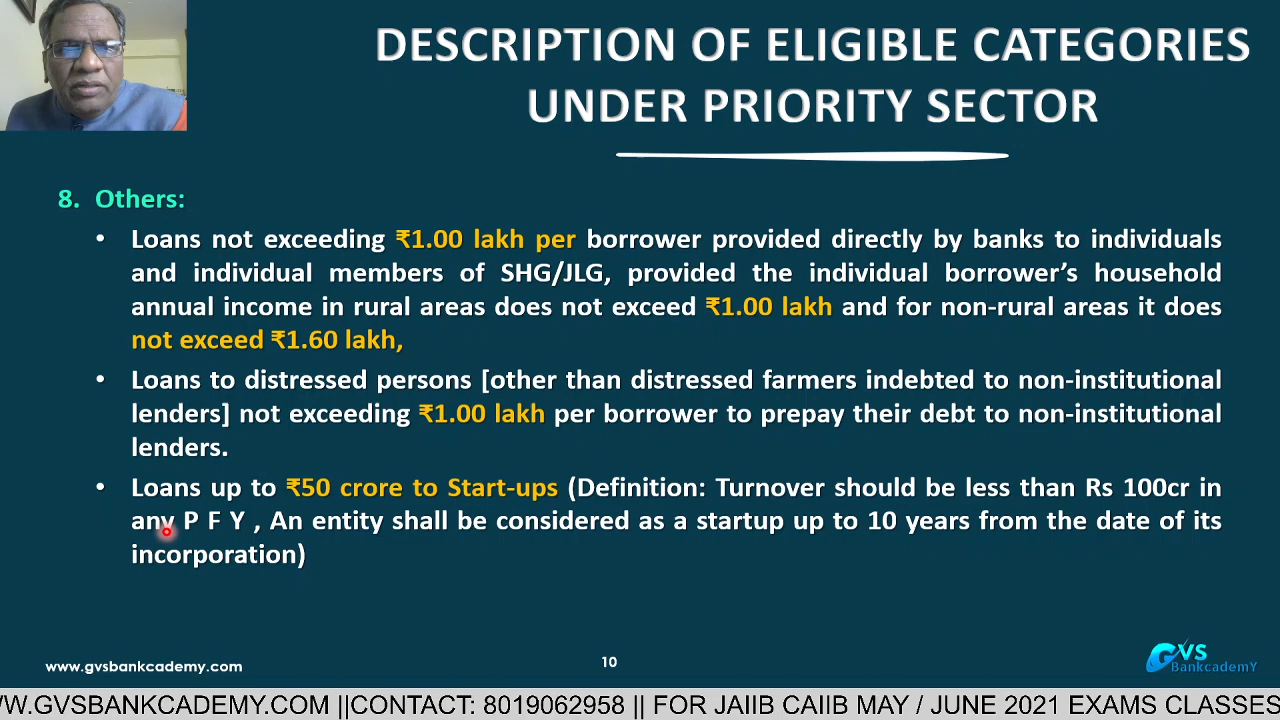 DESCRIPTION OF ELIGIBLE CATEGORIES
UNDER PRIORITY SECTOR
8. Others:
• Loans not exceeding ₹1.00 lakh per borrower provided directly by banks to individuals
and individual members of SHG/JLG, provided the individual borrower's household
annual income in rural areas does not exceed ₹1.00 lakh and for non-rural areas it does
not exceed ₹1.60 lakh,
• Loans to distressed persons [other than distressed farmers indebted to non-institutional
lenders] not exceeding ₹1.00 lakh per borrower to prepay their debt to non-institutional
lenders.
• Loans up to ₹50 crore to Start-ups (Definition: Turnover should be less than Rs 100cr in
any P F Y , An entity shall be considered as a startup up to 10 years from the date of its
incorporation)
www.gvsbankcademy.com
10
GVS
BankcademY
WW.GVSBANKCADEMY.COM ||CONTACT: 8019062958 || FOR JAIIB CAIIB MAY / JUNE 2021 EXAMS CLASSES